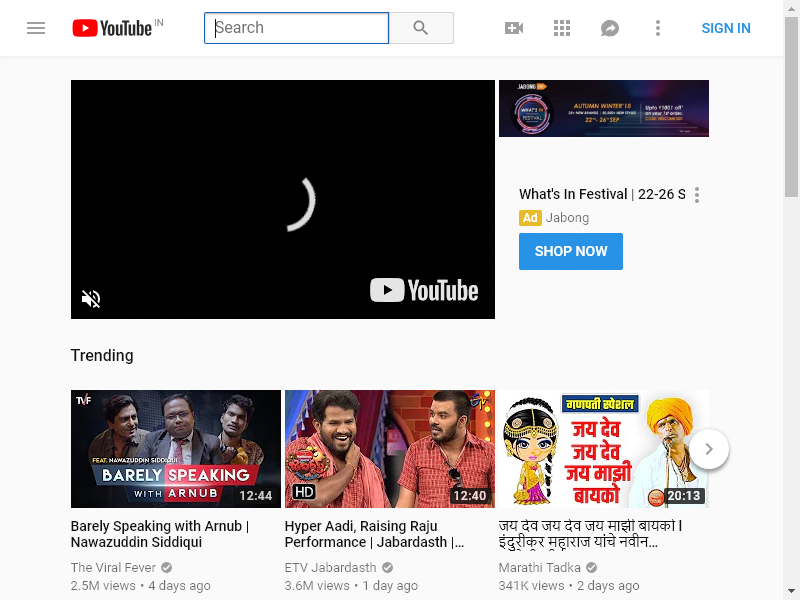 YouTube IN
Search
SIGN IN
JABONG
WHAT'S IN FESTIVAL
AUTUMN WINTER'18
22nd - 26th SEP
YouTube
What's In Festival | 22-26 S
Ad Jabong
SHOP NOW
Trending
TVF
FEAT. NAWAZUDDIN SIDDIQUI
BARELY SPEAKING
WITH ARNUB
12:44
HD
12:40
गणपती स्पेशल
जय देव
जय देव
जय माझी
बायको
20:13
Barely Speaking with Arnub |
Nawazuddin Siddiqui
The Viral Fever
2.5M views • 4 days ago
Hyper Aadi, Raising Raju
Performance | Jabardasth |...
ETV Jabardasth
3.6M views • 1 day ago
जय देव जय देव जय माझी बायको l
इंदुरीकर महाराज यांचे नवीन...
Marathi Tadka
341K views • 2 days ago